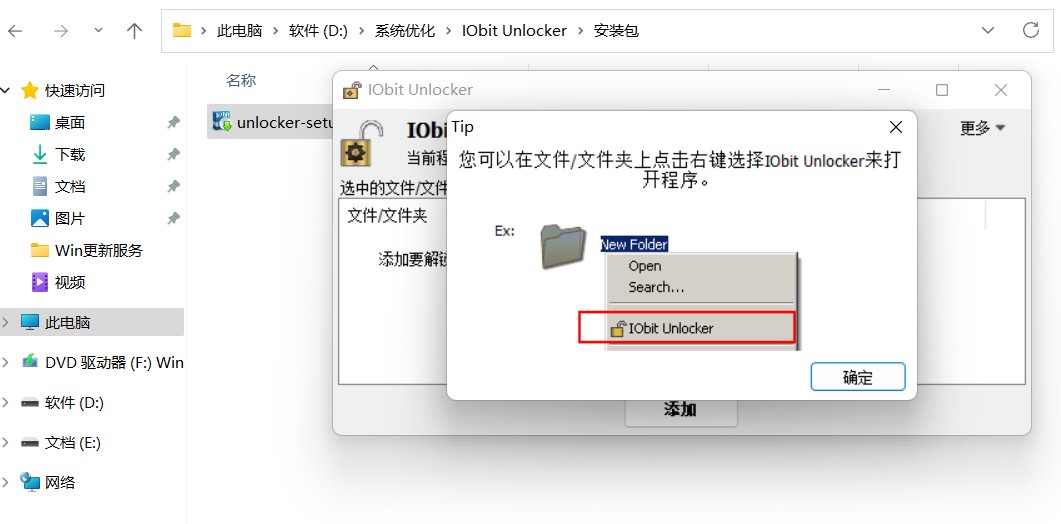 此电脑 软件 (D:) 系统优化 IObit Unlocker 安装包
快速访问
桌面
下载
文档
图片
Win更新服务
视频
此电脑
DVD 驱动器 (F:) Win
软件 (D:)
文档 (E:)
网络
名称
unlocker-setu
IObit Unlocker
IObi
当前程
更多
选中的文件/文件
文件/文件夹
添加要解锁
添加
Tip
您可以在文件/文件夹上点击右键选择IObit Unlocker来打
开程序。
Ex:
New Folder
Open
Search...
IObit Unlocker
确定